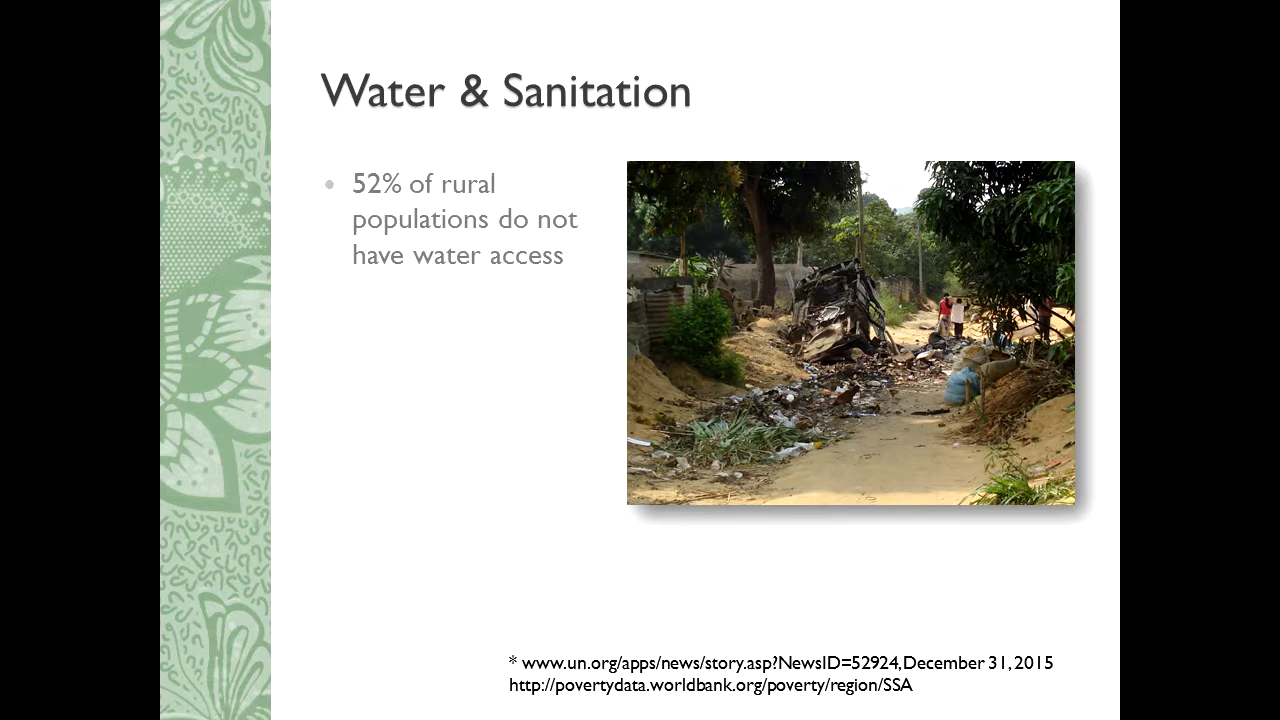 Water & Sanitation
• 52% of rural
populations do not
have water access
* www.un.org/apps/news/story.asp?NewsID=52924, December 31, 2015
http://povertydata.worldbank.org/poverty/region/SSA